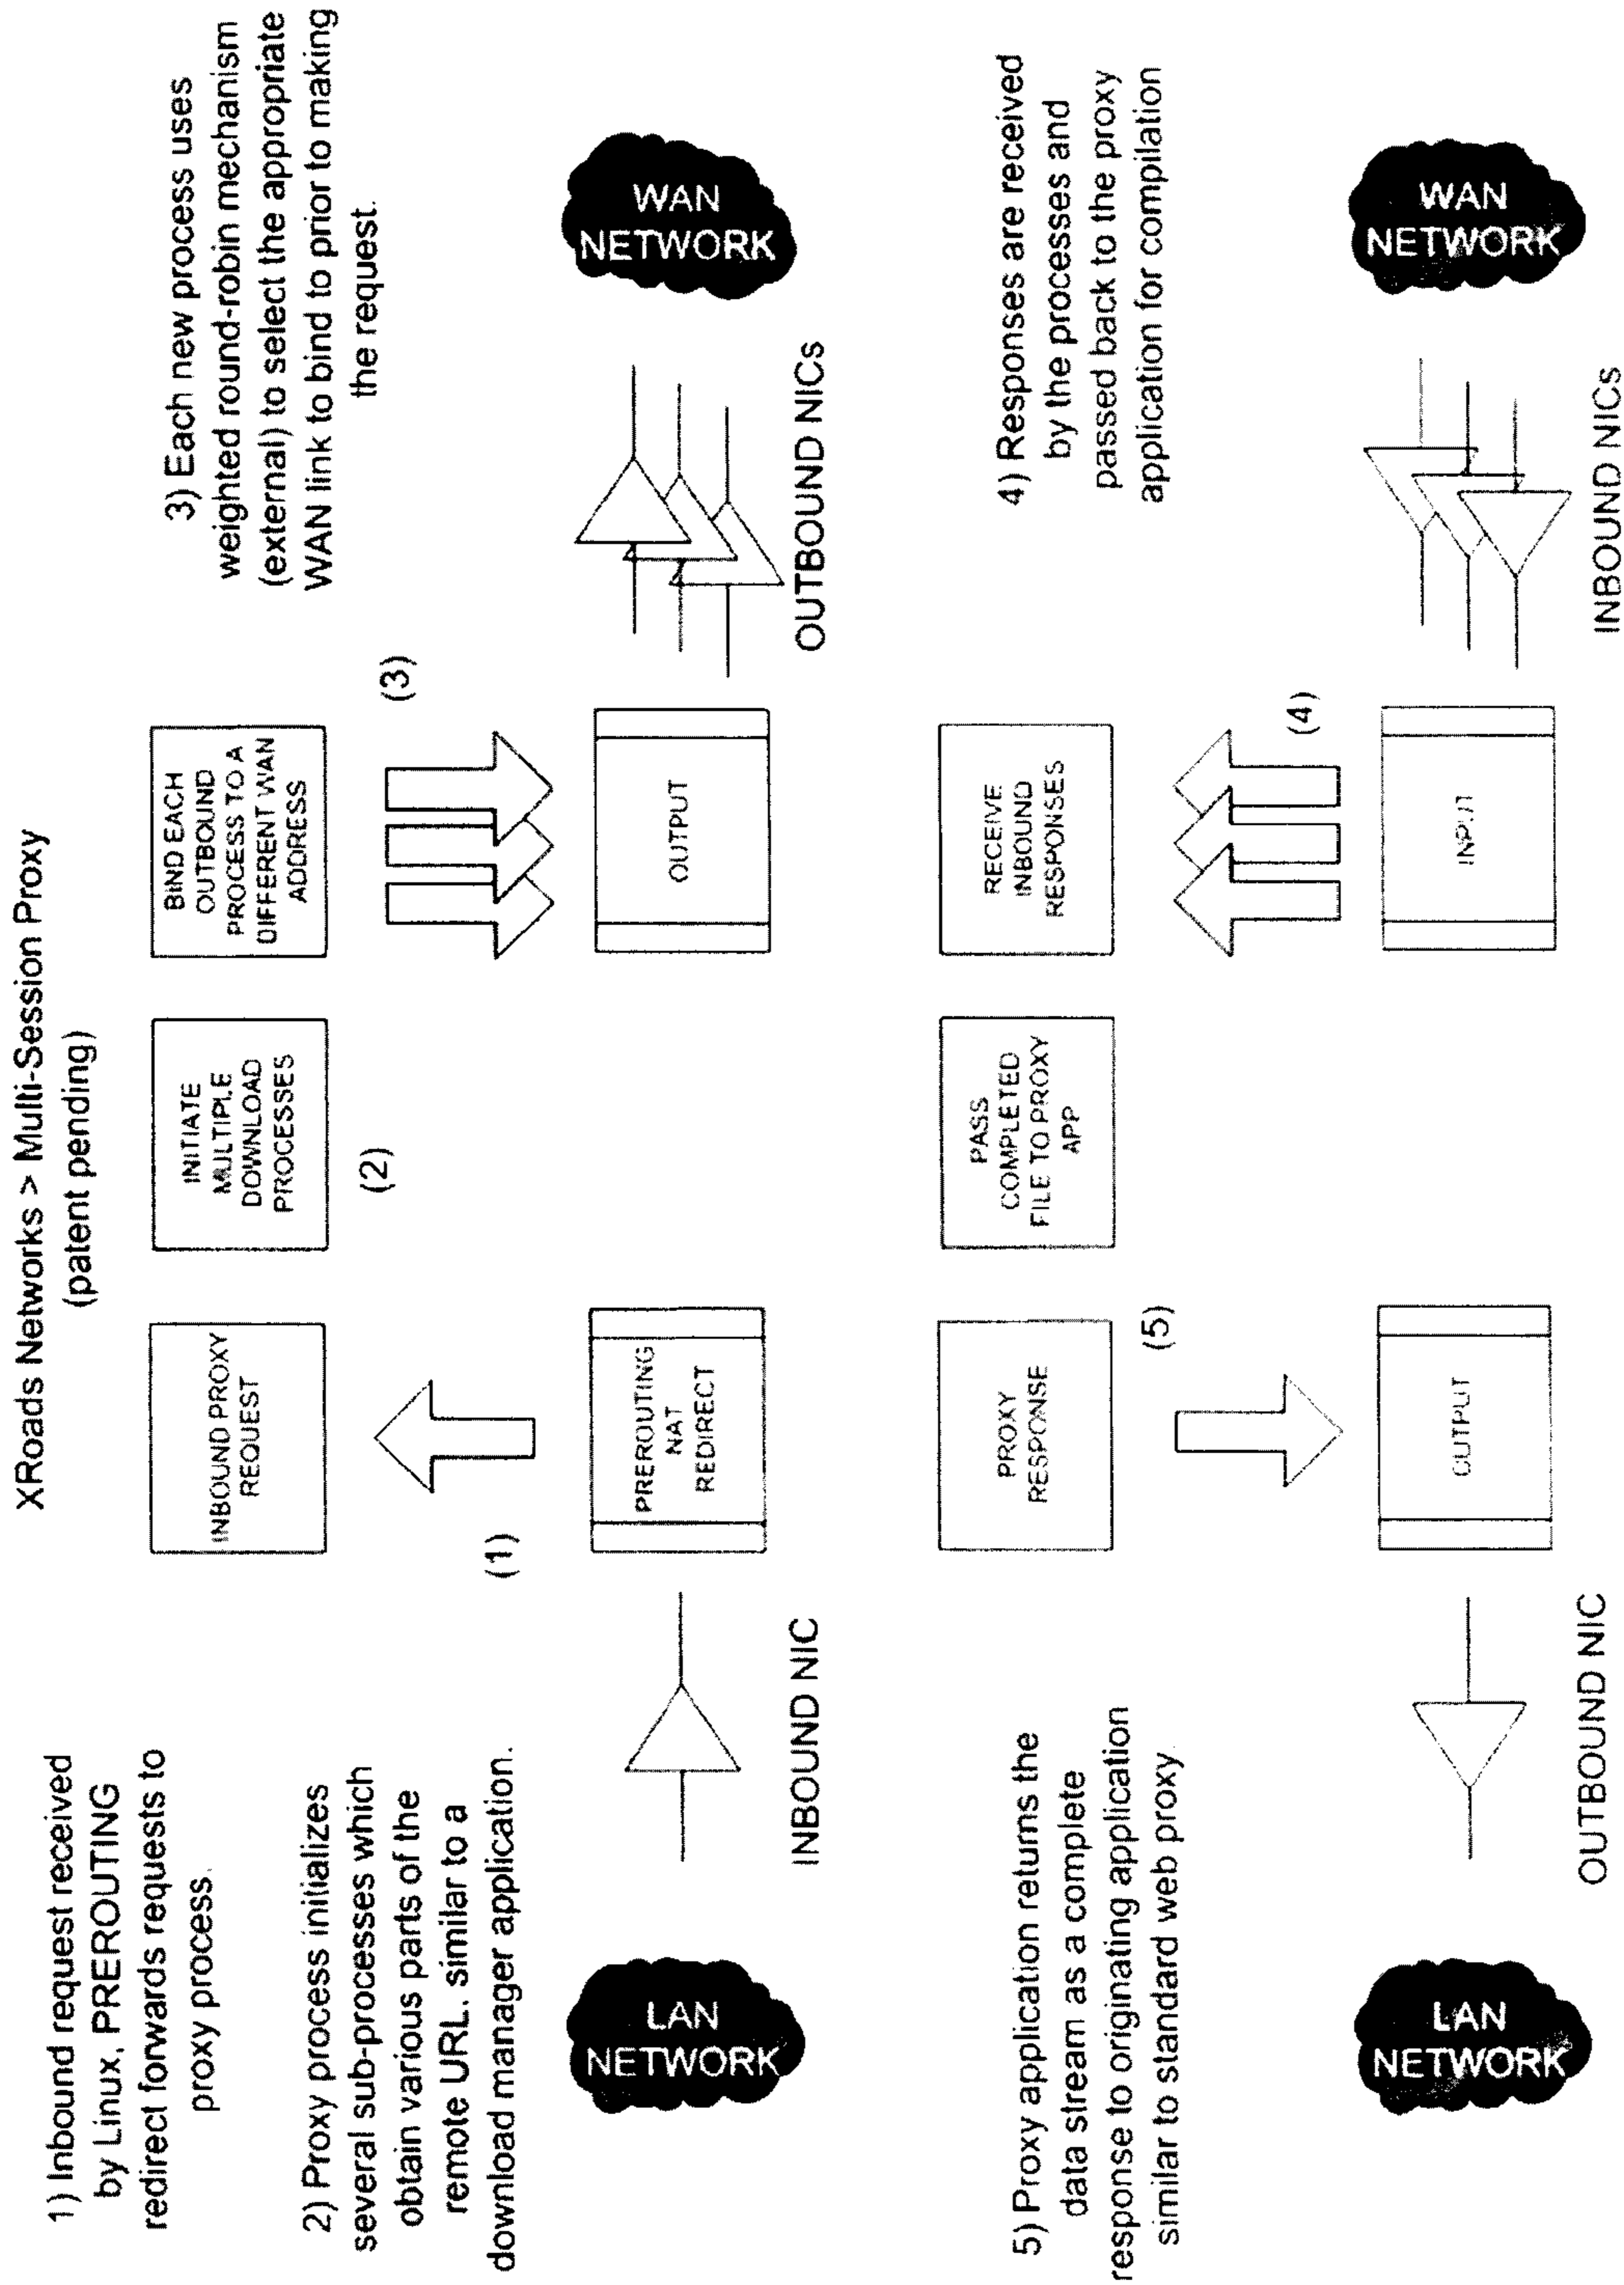 XRoads Networks > Multi-Session Proxy
(patent pending)
1) Inbound request received
by Linux, PREROUTING
redirect forwards requests to
proxy process.
2) Proxy process initializes
several sub-processes which
obtain various parts of the
remote URL, similar to a
download manager application.
LAN
NETWORK
INBOUND NIC
(1)
INBOUND PROXY
REQUEST
PREROUTING
NAT
REDIRECT
INITIATE
MULTIPLE
DOWNLOAD
PROCESSES
(2)
BIND EACH
OUTBOUND
PROCESS TO A
DIFFERENT WAN
ADDRESS
(3)
OUTPUT
3) Each new process uses
weighted round-robin mechanism
(external) to select the appropriate
WAN link to bind to prior to making
the request.
WAN
NETWORK
OUTBOUND NICs
5) Proxy application returns the
data stream as a complete
response to originating application
similar to standard web proxy.
LAN
NETWORK
OUTBOUND NIC
PROXY
RESPONSE
(5)
OUTPUT
PASS
COMPLETED
FILE TO PROXY
APP
RECEIVE
INBOUND
RESPONSES
(4)
INPUT
4) Responses are received
by the processes and
passed back to the proxy
application for compilation
WAN
NETWORK
INBOUND NICs